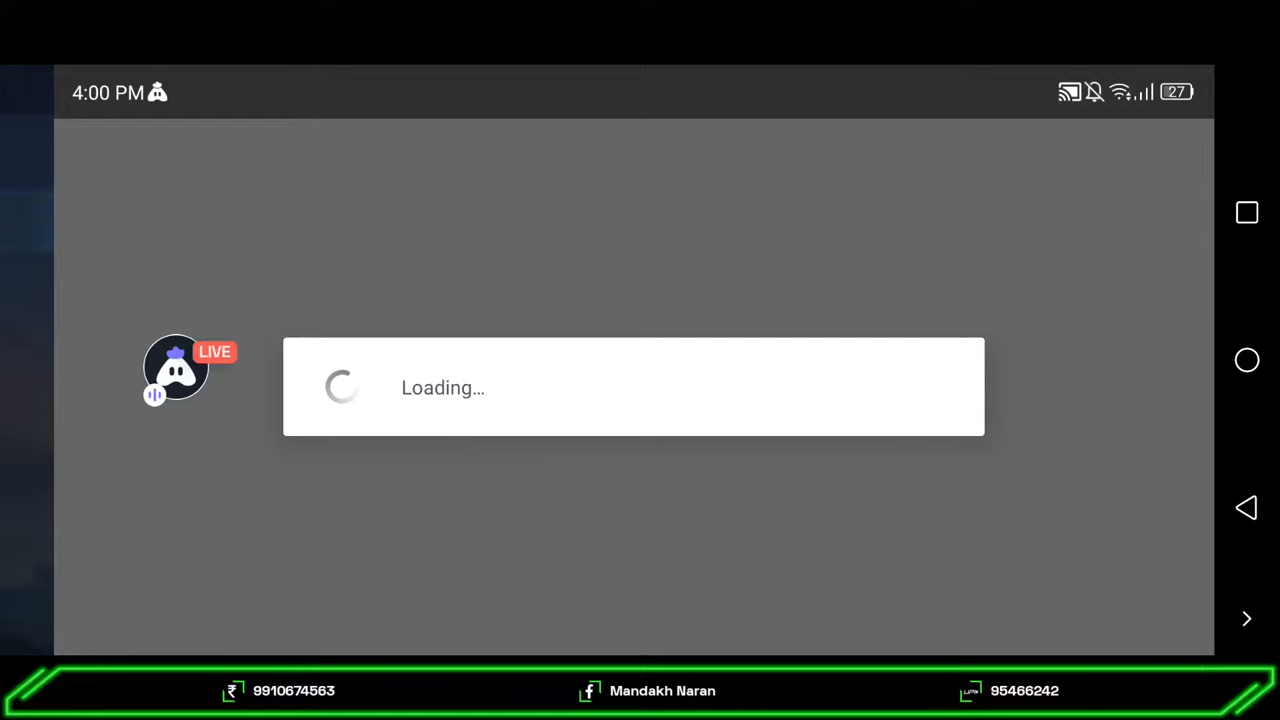 4:00 PM
27
LIVE
Loading...
₹ 9910674563
f Mandakh Naran
95466242